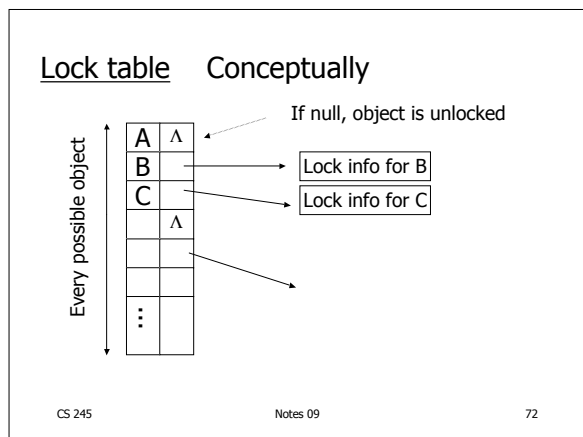 Lock table Conceptually
If null, object is unlocked
Every possible object
A Λ
B
Lock info for B
C
Lock info for C
Λ
...
CS 245
Notes 09
72